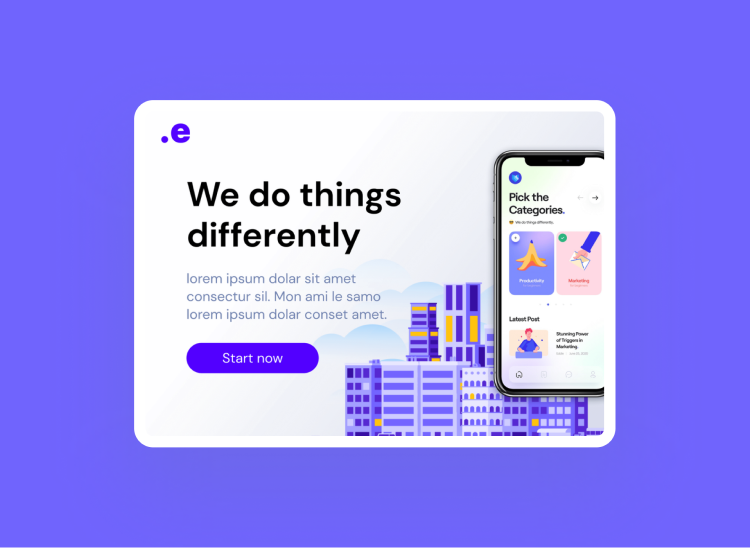 .e
We do things
differently
lorem ipsum dolar sit amet
consectur sil. Mon ami le samo
lorem ipsum dolar conset amet.
Start now
Pick the
Categories.
We do things differently.
Productivity
Marketing
Latest Post
Stunning Power
of Triggers in
Marketing